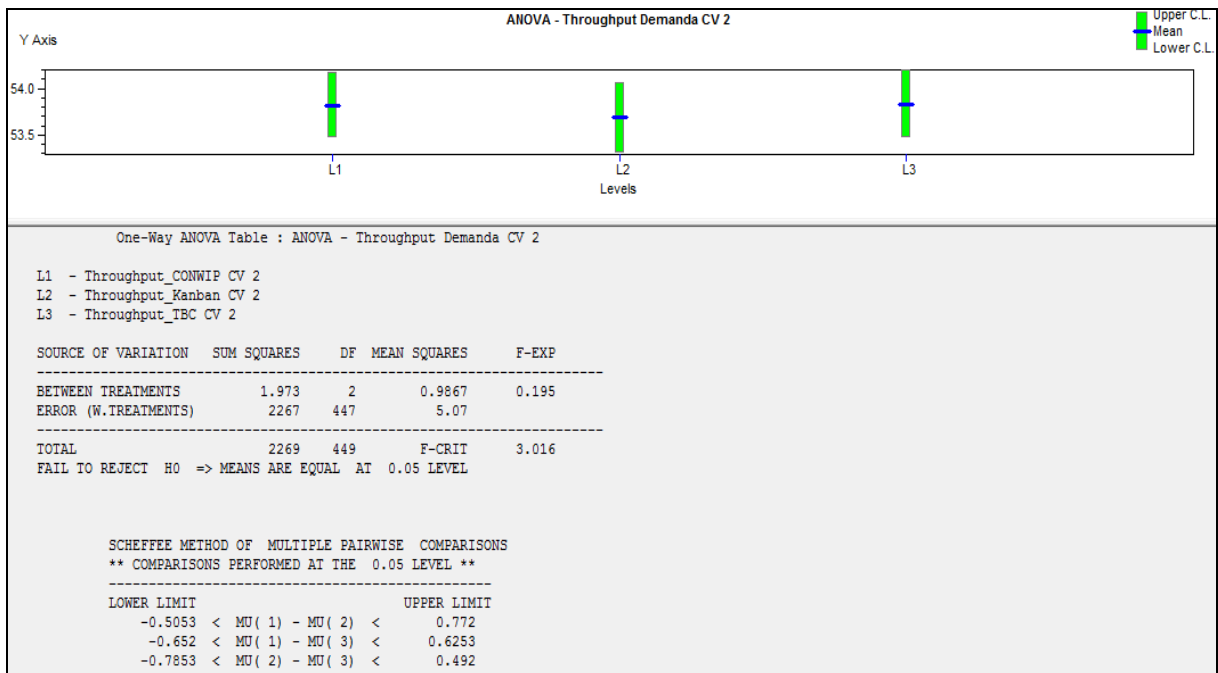 ANOVA - Throughput Demanda CV 2
Upper C.L.
Mean
Lower C.L.
Y Axis
54.0
53.5
L1 L2 L3
Levels
One-Way ANOVA Table : ANOVA - Throughput Demanda CV 2
L1 - Throughput_CONWIP CV 2
L2 - Throughput_Kanban CV 2
L3 - Throughput_TBC CV 2
SOURCE OF VARIATION SUM SQUARES DF MEAN SQUARES F-EXP
BETWEEN TREATMENTS 1.973 2 0.9867 0.195
ERROR (W.TREATMENTS) 2267 447 5.07
TOTAL 2269 449 F-CRIT 3.016
FAIL TO REJECT H0 => MEANS ARE EQUAL AT 0.05 LEVEL
SCHEFFEE METHOD OF MULTIPLE PAIRWISE COMPARISONS
** COMPARISONS PERFORMED AT THE 0.05 LEVEL **
LOWER LIMIT UPPER LIMIT
-0.5053 < MU( 1) - MU( 2) < 0.772
-0.652 < MU( 1) - MU( 3) < 0.6253
-0.7853 < MU( 2) - MU( 3) < 0.492